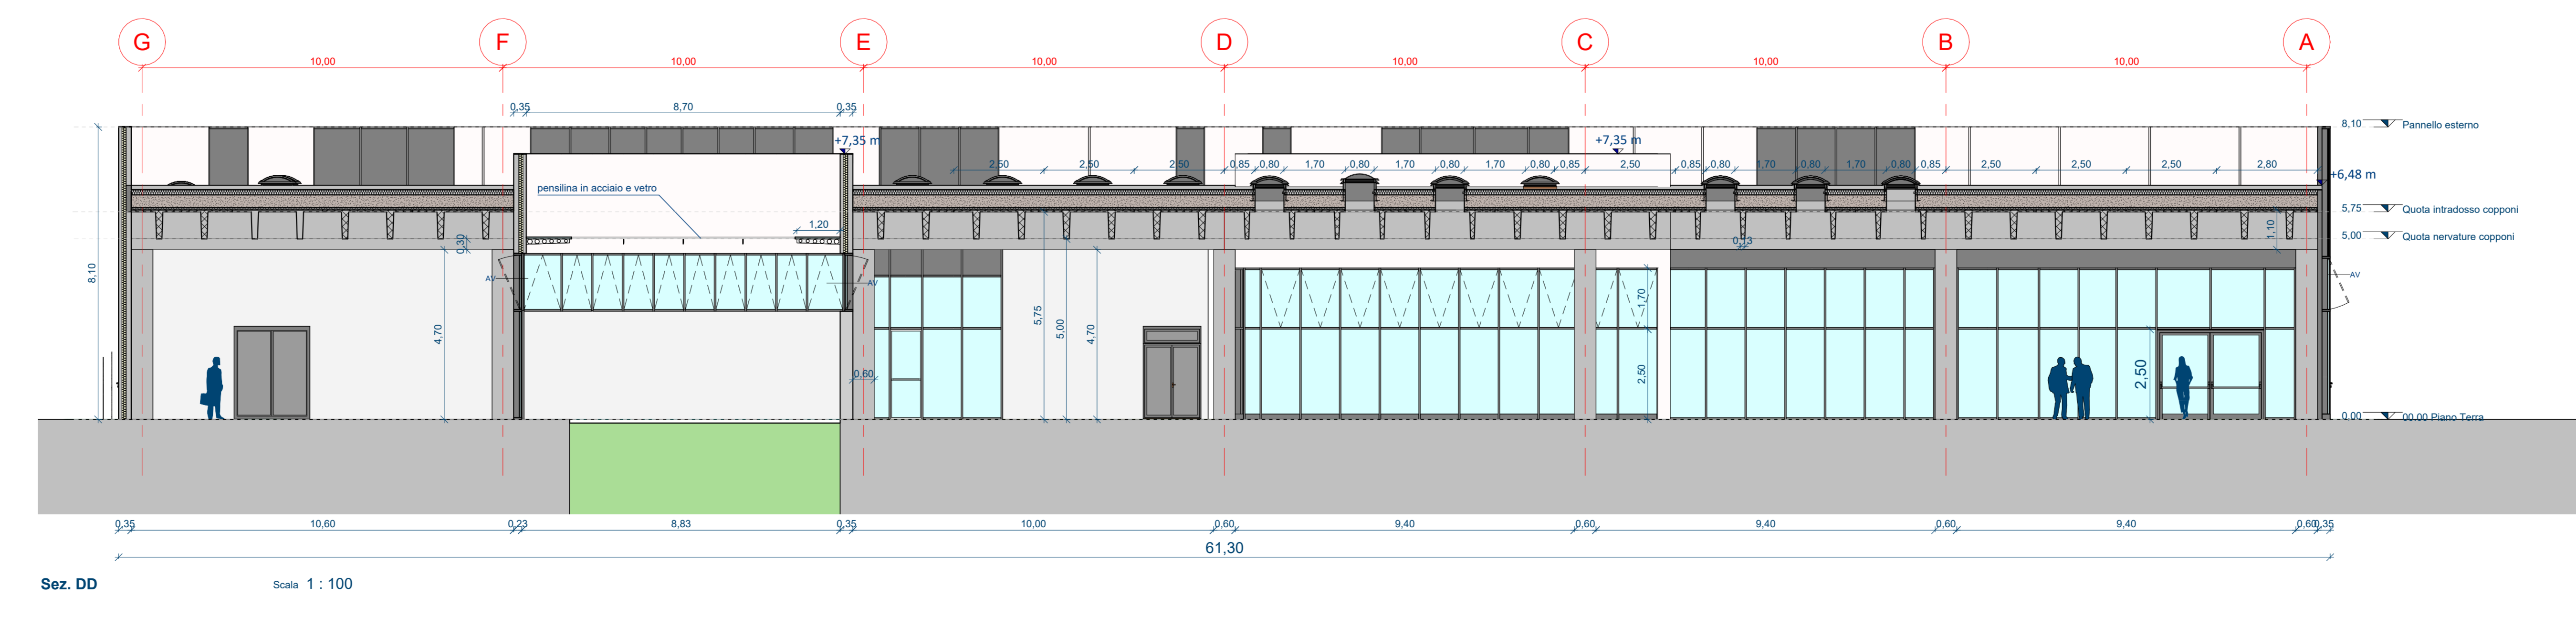 G F E D C B A
10,00 10,00 10,00 10,00 10,00 10,00
0,35 8,70 0,35
8,10 Pannello esterno
+7,35 m +7,35 m
2,50 2,50 2,50 0,85 0,80 1,70 0,80 1,70 0,80 1,70 0,80 0,85 2,50 0,85 0,80 1,70 0,80 1,70 0,80 0,85 2,50 2,50 2,50 2,80
+6,48 m
pensilina in acciaio e vetro
5,75 Quota intradosso copponi
1,20
1,10
5,00 Quota nervature copponi
0,30
0,13
8,10
AV AV AV
4,70
5,75
5,00
4,70
1,70
0,60
2,50
2,50
0,00 00.00 Piano Terra
0,35 10,60 0,23 8,83 0,35 10,00 0,60 9,40 0,60 9,40 0,60 9,40 0,60 0,35
61,30
Sez. DD Scala 1 : 100